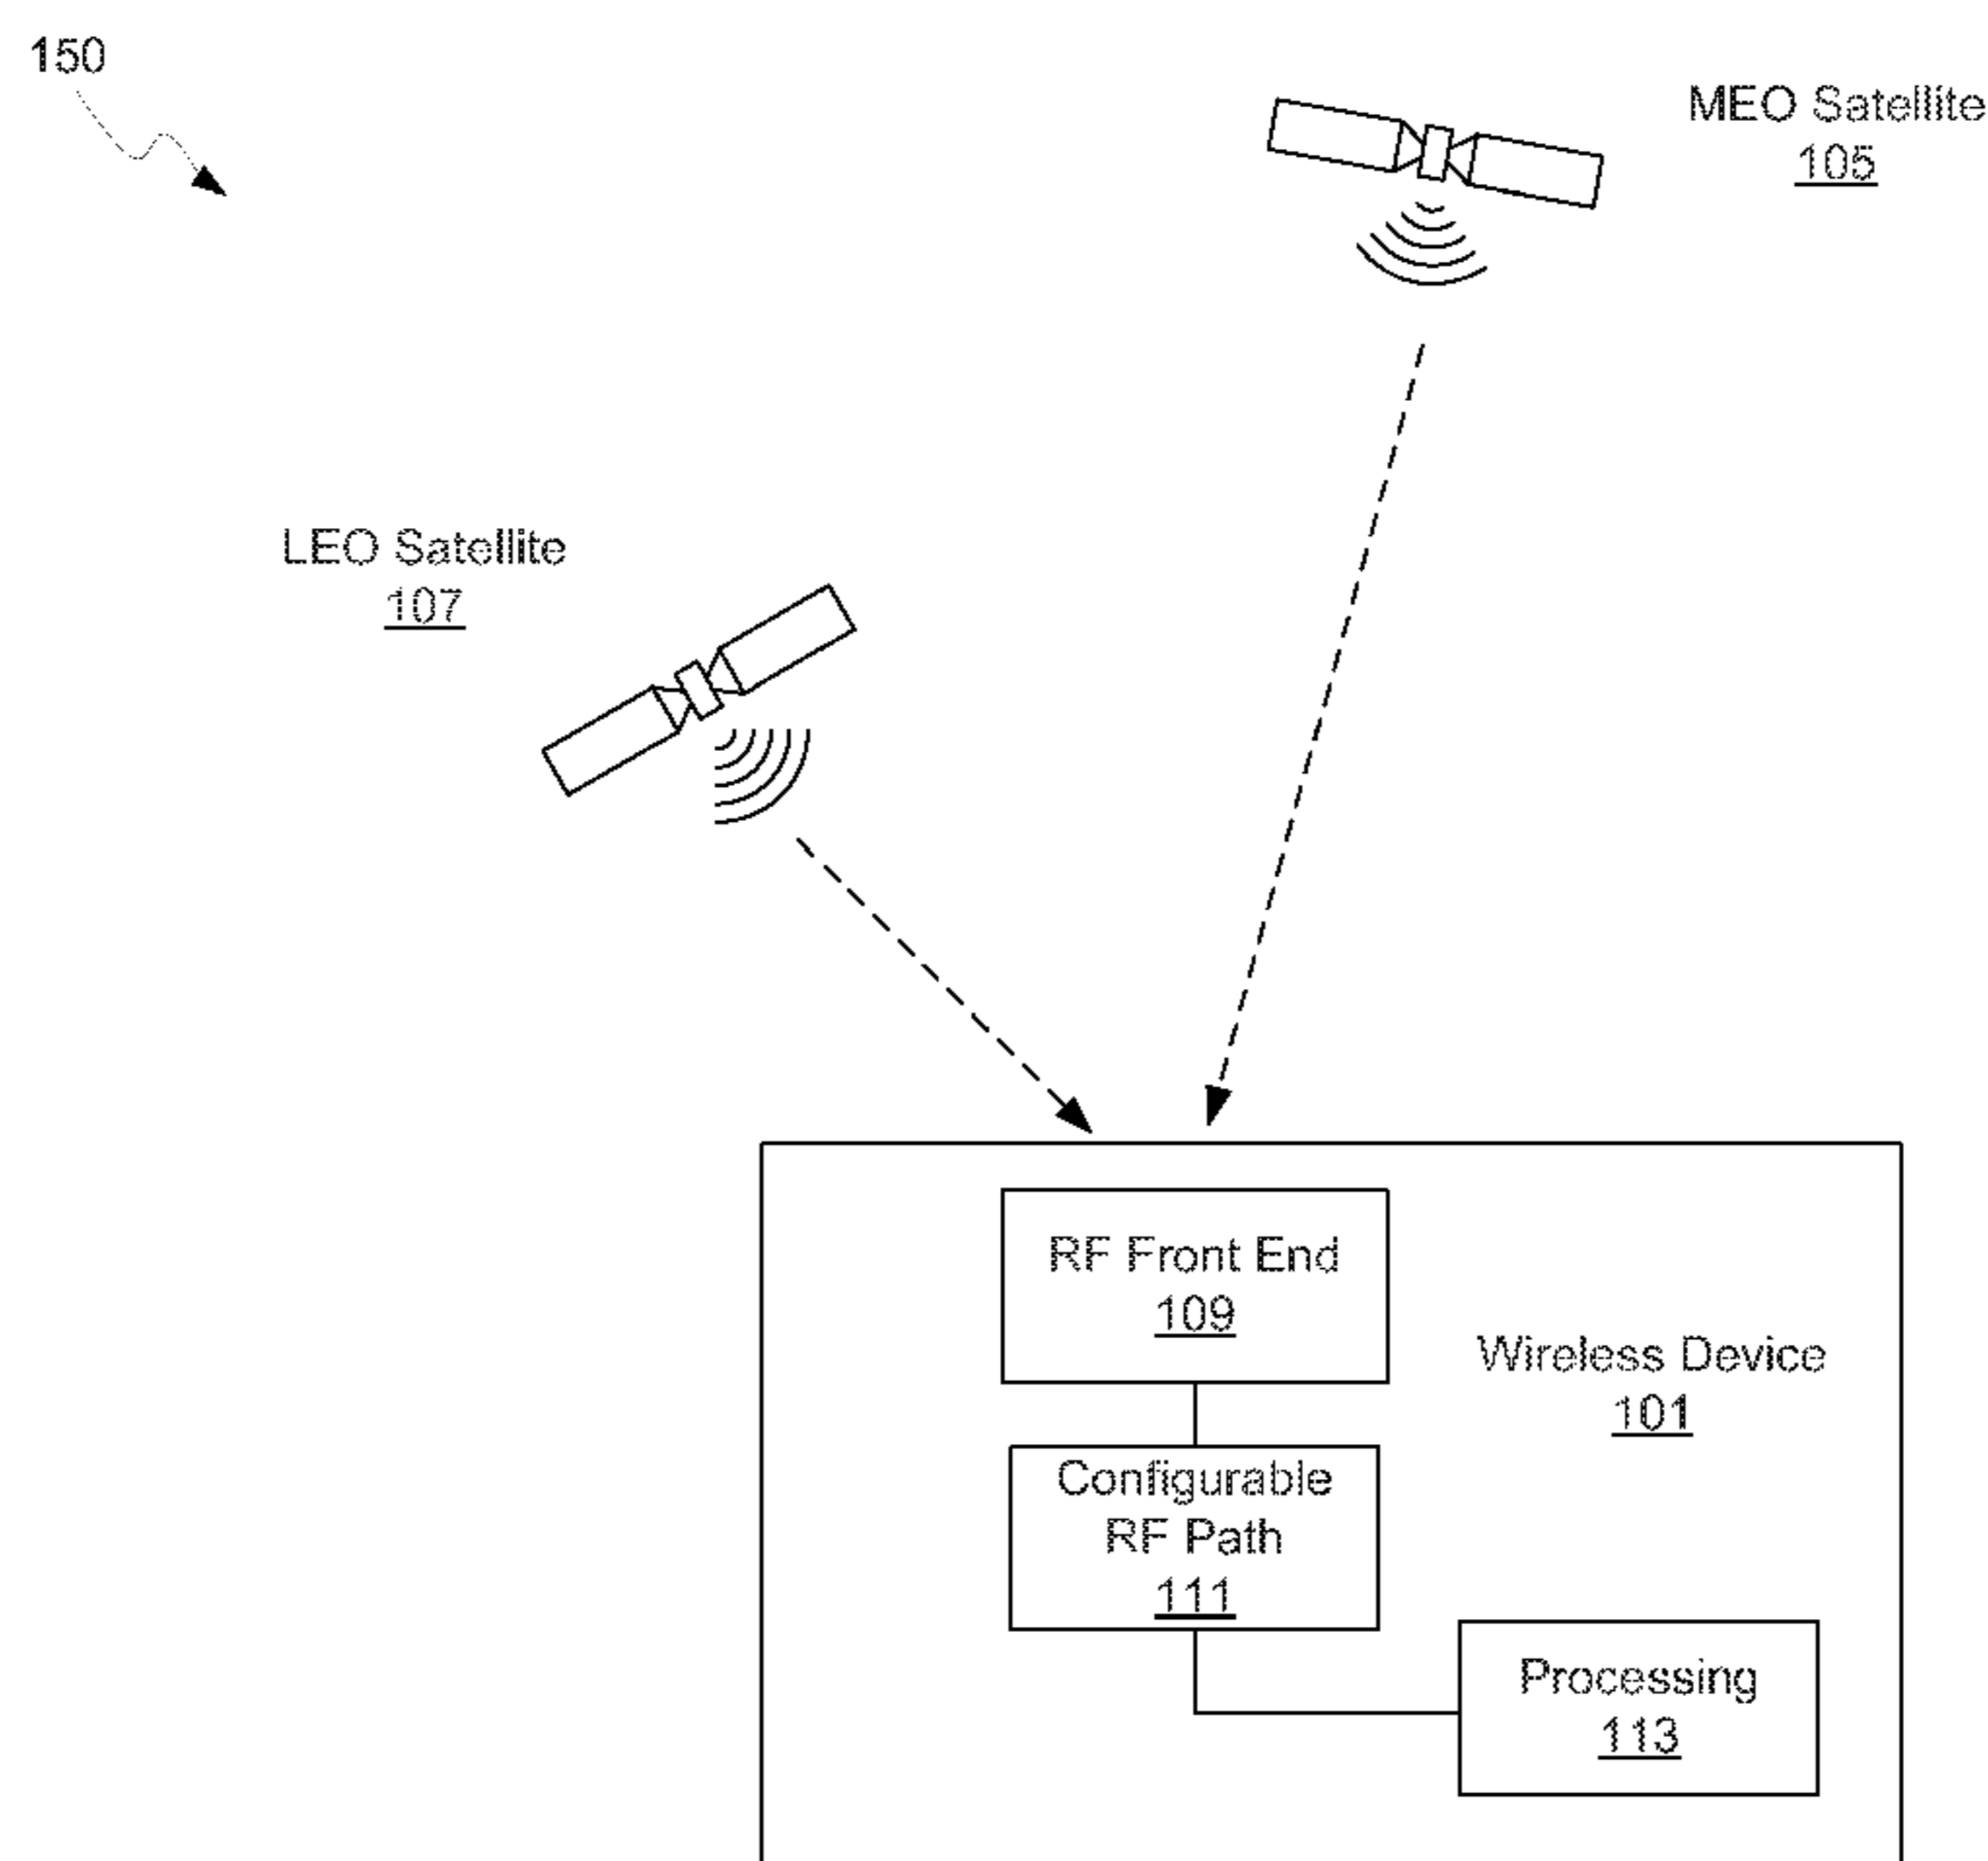 150
MEO Satellite
105
LEO Satellite
107
RF Front End
109
Wireless Device
101
Configurable
RF Path
111
Processing
113